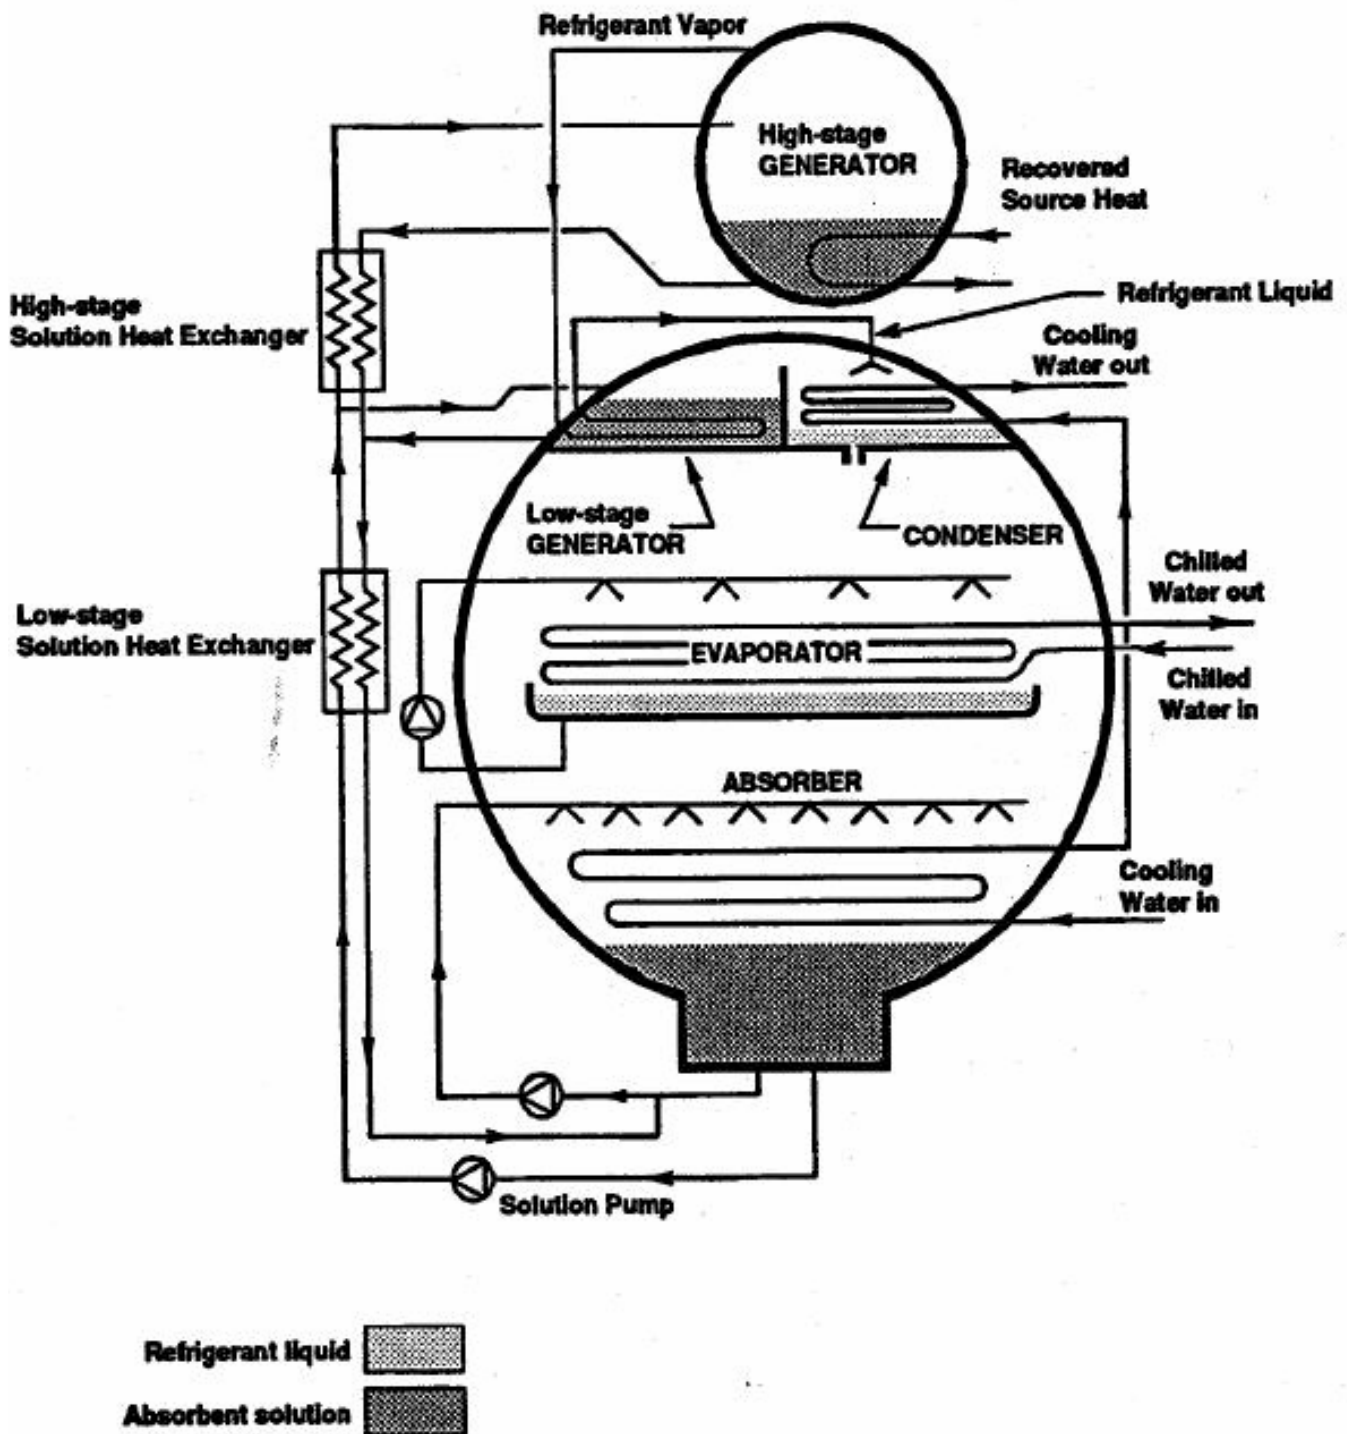 Refrigerant Vapor
High-stage
GENERATOR
Recovered
Source Heat
High-stage
Solution Heat Exchanger
Refrigerant Liquid
Cooling
Water out
Low-stage
GENERATOR
CONDENSER
Chilled
Water out
Low-stage
Solution Heat Exchanger
EVAPORATOR
Chilled
Water in
ABSORBER
Cooling
Water in
Solution Pump
Refrigerant liquid
Absorbent solution